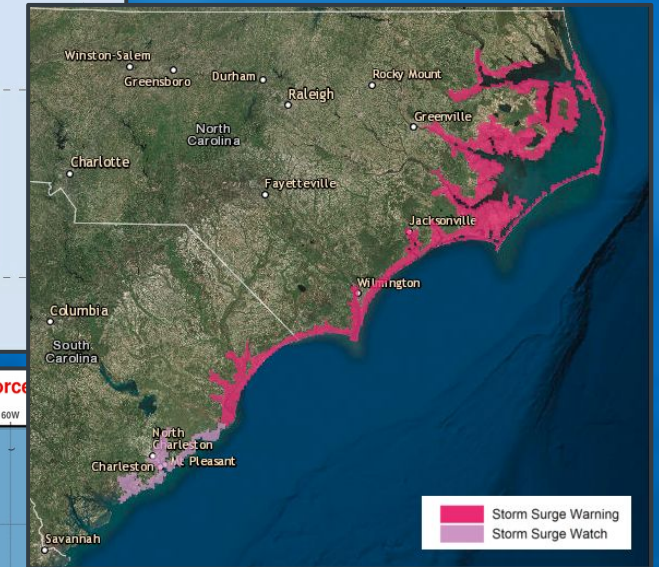 Winston-Salem
Greensboro
Durham
Raleigh
Rocky Mount
Greenville
North
Carolina
Charlotte
Fayetteville
Jacksonville
Wilmington
Columbia
South
Carolina
North
Charleston
Charleston
Mt Pleasant
Savannah
60W
Storm Surge Warning
Storm Surge Watch